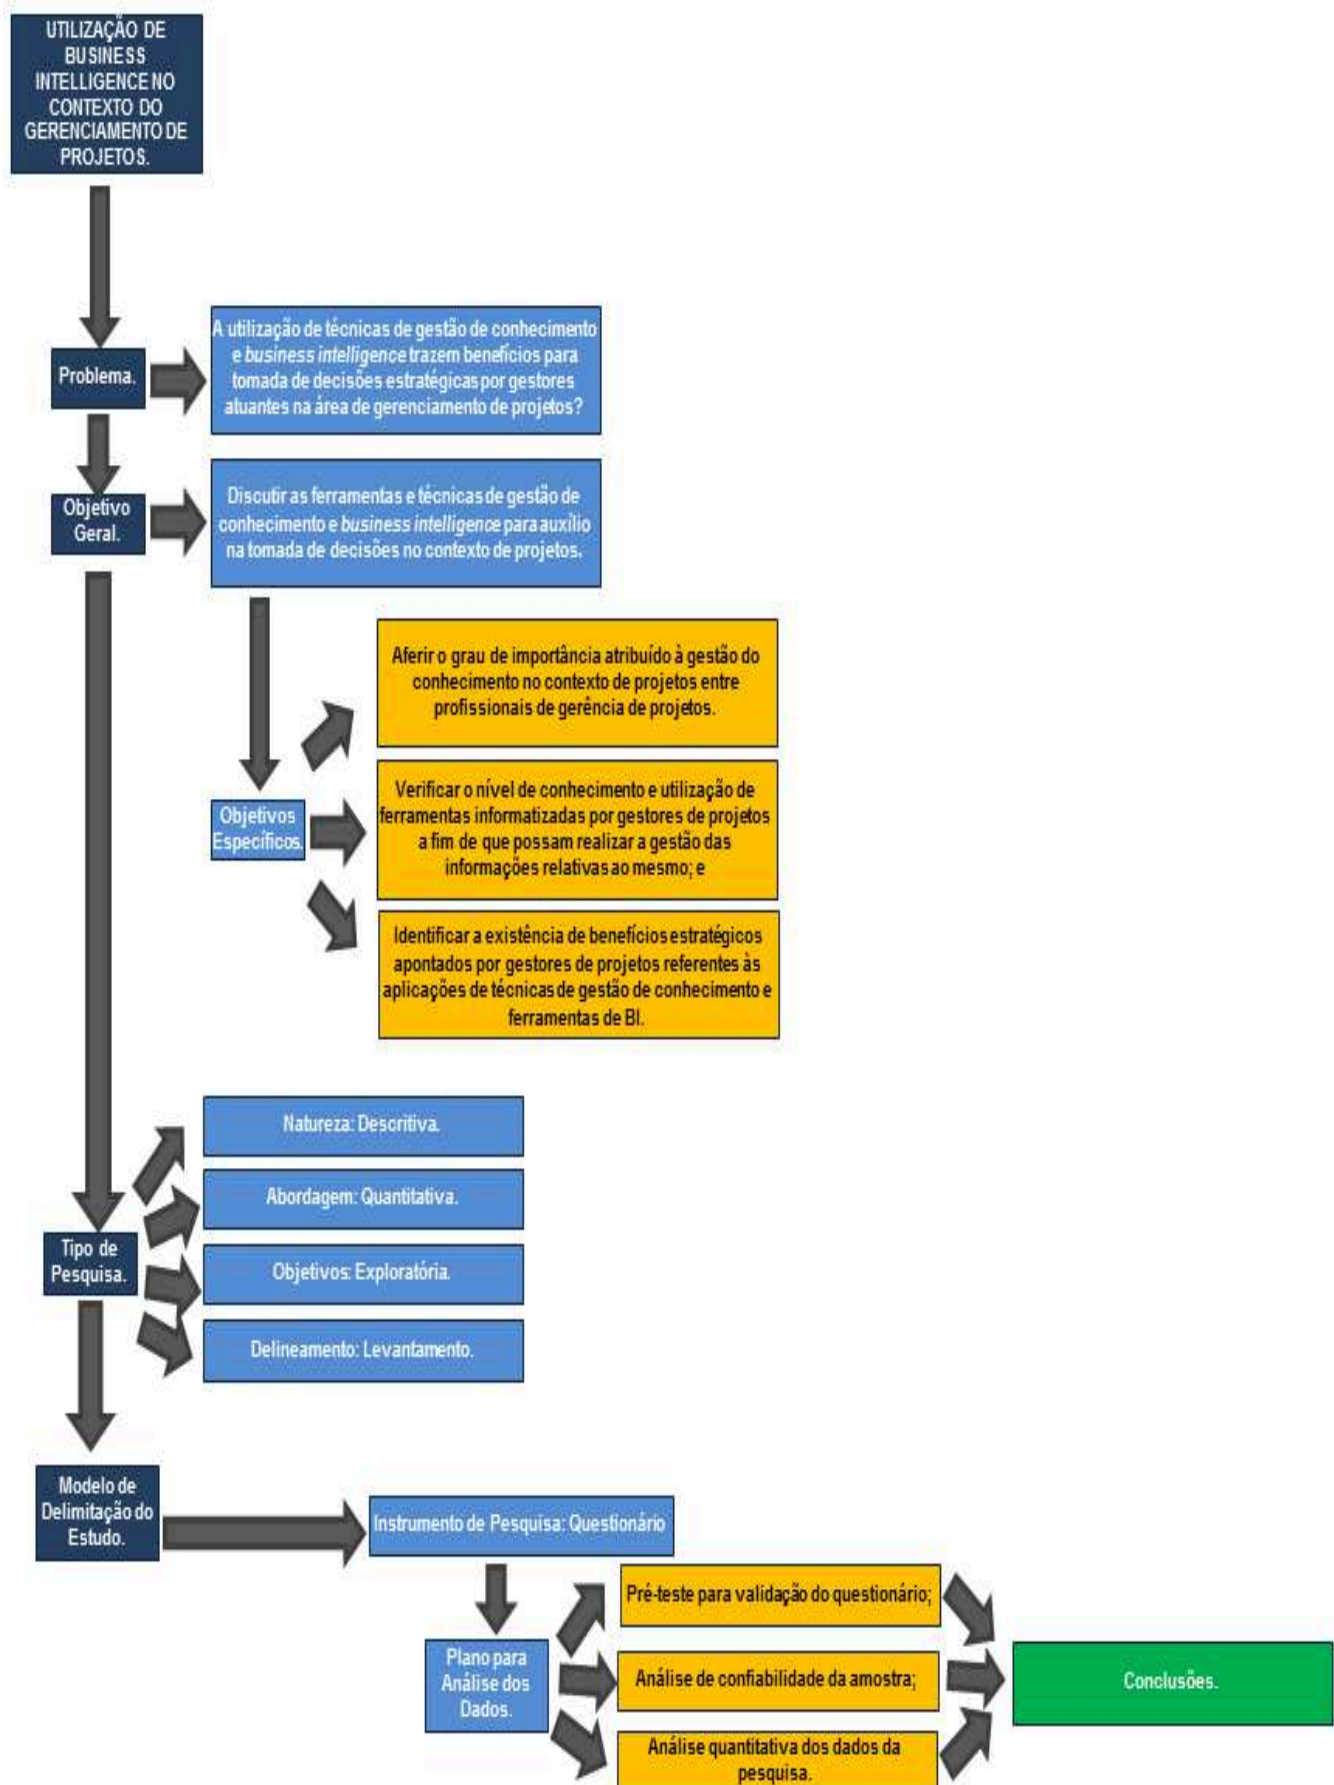 UTILIZAÇÃO DE
BUSINESS
INTELLIGENCE NO
CONTEXTO DO
GERENCIAMENTO DE
PROJETOS.
Problema.
A utilização de técnicas de gestão de conhecimento
e business intelligence trazem benefícios para
tomada de decisões estratégicas por gestores
atuantes na área de gerenciamento de projetos?
Objetivo
Geral.
Discutir as ferramentas e técnicas de gestão de
conhecimento e business intelligence para auxílio
na tomada de decisões no contexto de projetos.
Objetivos
Específicos.
Aferir o grau de importância atribuído à gestão do
conhecimento no contexto de projetos entre
profissionais de gerência de projetos.
Verificar o nível de conhecimento e utilização de
ferramentas informatizadas por gestores de projetos
a fim de que possam realizar a gestão das
informações relativas ao mesmo; e
Identificar a existência de benefícios estratégicos
apontados por gestores de projetos referentes às
aplicações de técnicas de gestão de conhecimento e
ferramentas de BI.
Tipo de
Pesquisa.
Natureza: Descritiva.
Abordagem: Quantitativa.
Objetivos: Exploratória.
Delineamento: Levantamento.
Modelo de
Delimitação do
Estudo.
Instrumento de Pesquisa: Questionário
Plano para
Análise dos
Dados.
Pré-teste para validação do questionário;
Análise de confiabilidade da amostra;
Análise quantitativa dos dados da
pesquisa.
Conclusões.